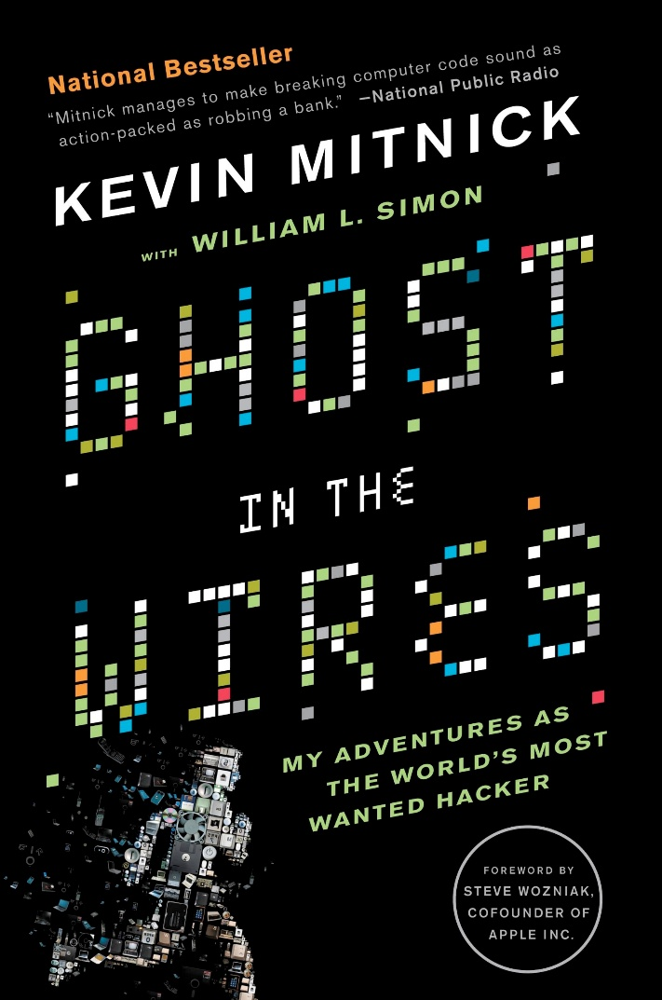 National Bestseller
“Mitnick manages to make breaking computer code sound as
action-packed as robbing a bank.” —National Public Radio
KEVIN MITNICK
WITH WILLIAM L. SIMON
GHOST
IN THE
WIRES
MY ADVENTURES AS
THE WORLD’S MOST
WANTED HACKER
FOREWORD BY
STEVE WOZNIAK,
COFOUNDER OF
APPLE INC.